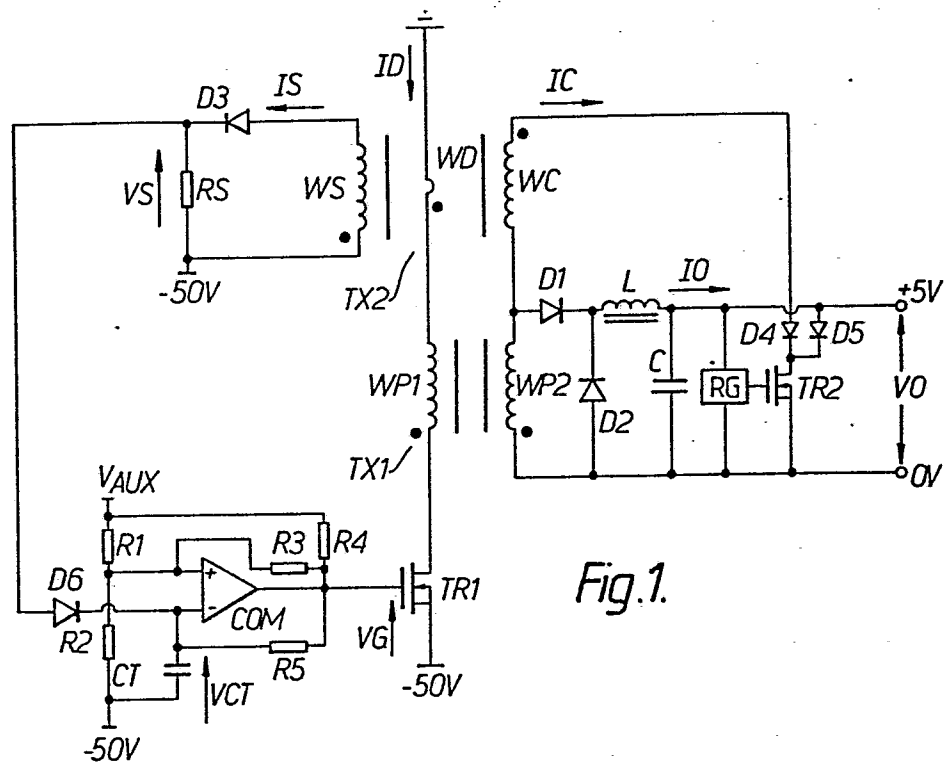 ID
IS
IC
D3
VS
RS
WS
WD
WC
-50V
TX2
D1
L
IO
+5V
D4
D5
WP1
WP2
D2
C
RG
TR2
VO
TX1
0V
VAUX
R1
R3
R4
D6
+
-
COM
TR1
R2
CT
VCT
R5
VG
-50V
-50V
Fig.1.